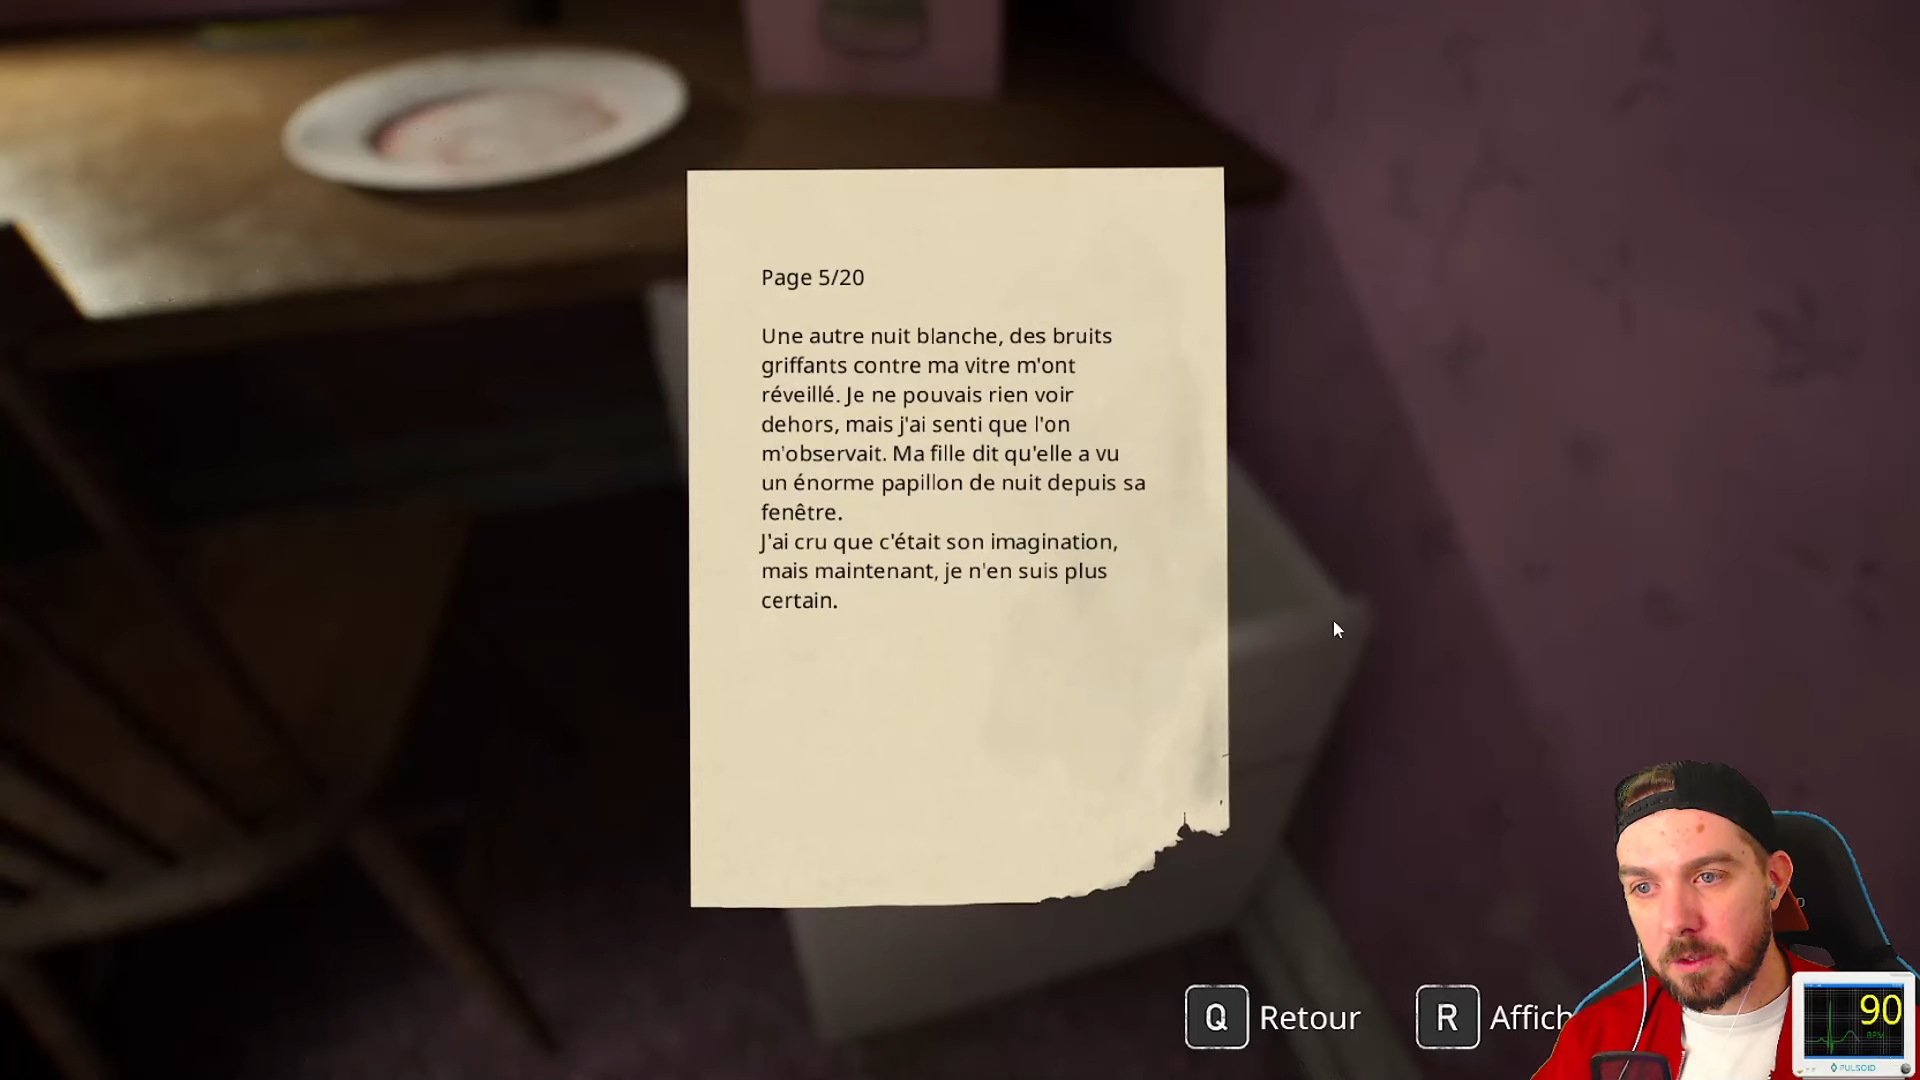 Page 5/20
Une autre nuit blanche, des bruits
griffants contre ma vitre m'ont
réveillé. Je ne pouvais rien voir
dehors, mais j'ai senti que l'on
m'observait. Ma fille dit qu'elle a vu
un énorme papillon de nuit depuis sa
fenêtre.
J'ai cru que c'était son imagination,
mais maintenant, je n'en suis plus
certain.
Q Retour
R Affich
90
BPM
PULSOID